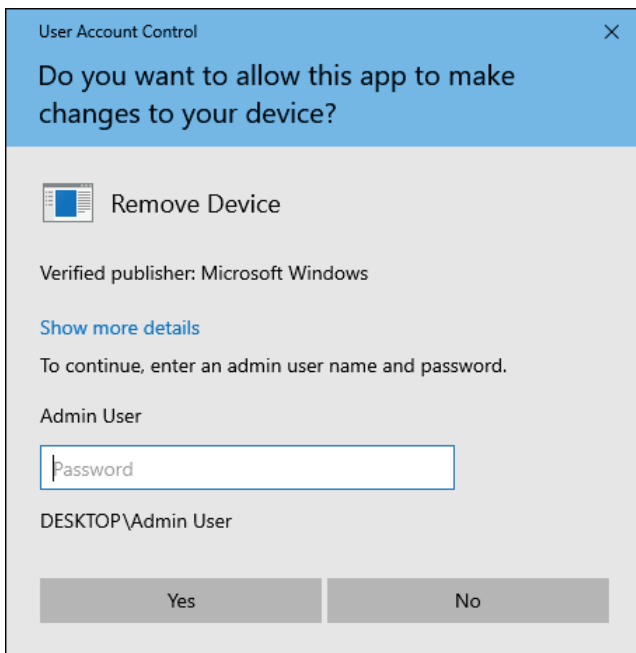 User Account Control
Do you want to allow this app to make
changes to your device?
Remove Device
Verified publisher: Microsoft Windows
Show more details
To continue, enter an admin user name and password.
Admin User
Password
DESKTOP\Admin User
Yes
No